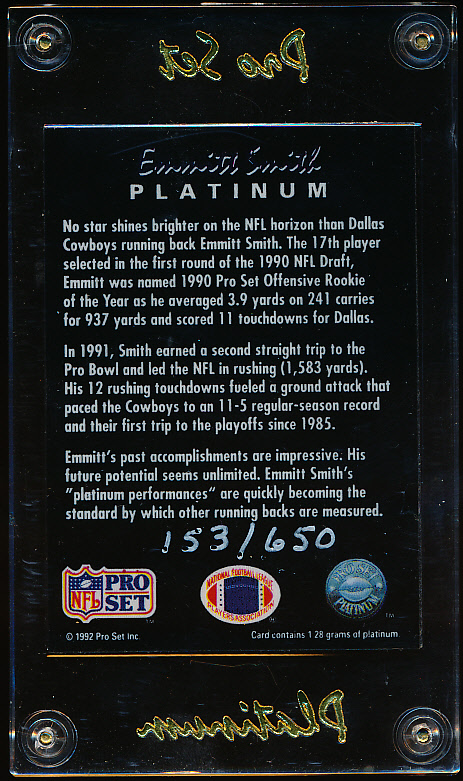 Pro Set
Emmitt Smith
PLATINUM
No star shines brighter on the NFL horizon than Dallas
Cowboys running back Emmitt Smith. The 17th player
selected in the first round of the 1990 NFL Draft,
Emmitt was named 1990 Pro Set Offensive Rookie
of the Year as he averaged 3.9 yards on 241 carries
for 937 yards and scored 11 touchdowns for Dallas.
In 1991, Smith earned a second straight trip to the
Pro Bowl and led the NFL in rushing (1,583 yards).
His 12 rushing touchdowns fueled a ground attack that
paced the Cowboys to an 11-5 regular-season record
and their first trip to the playoffs since 1985.
Emmitt's past accomplishments are impressive. His
future potential seems unlimited. Emmitt Smith's
"platinum performances" are quickly becoming the
standard by which other running backs are measured.
153/650
NFL PRO SET ™
NATIONAL FOOTBALL LEAGUE PLAYERS ASSOCIATION ®
PRO SET PLATINUM ™
© 1992 Pro Set Inc.
Card contains 1 28 grams of platinum
Platinum